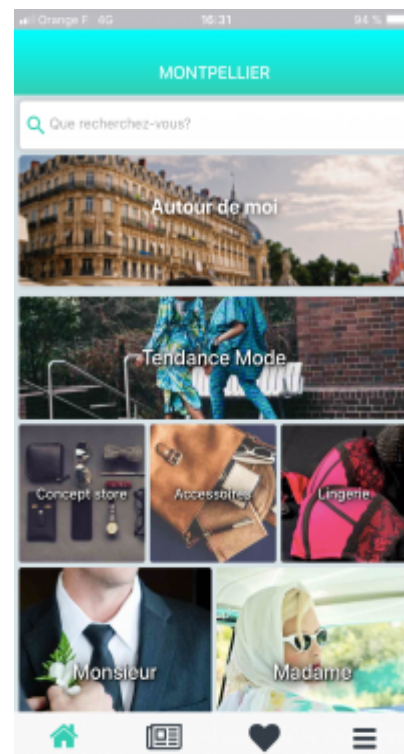 Orange F 4G 16:31 94 %
MONTPELLIER
Que recherchez-vous?
Autour de moi
Tendance Mode
Concept store Accessoires Lingerie
Monsieur Madame